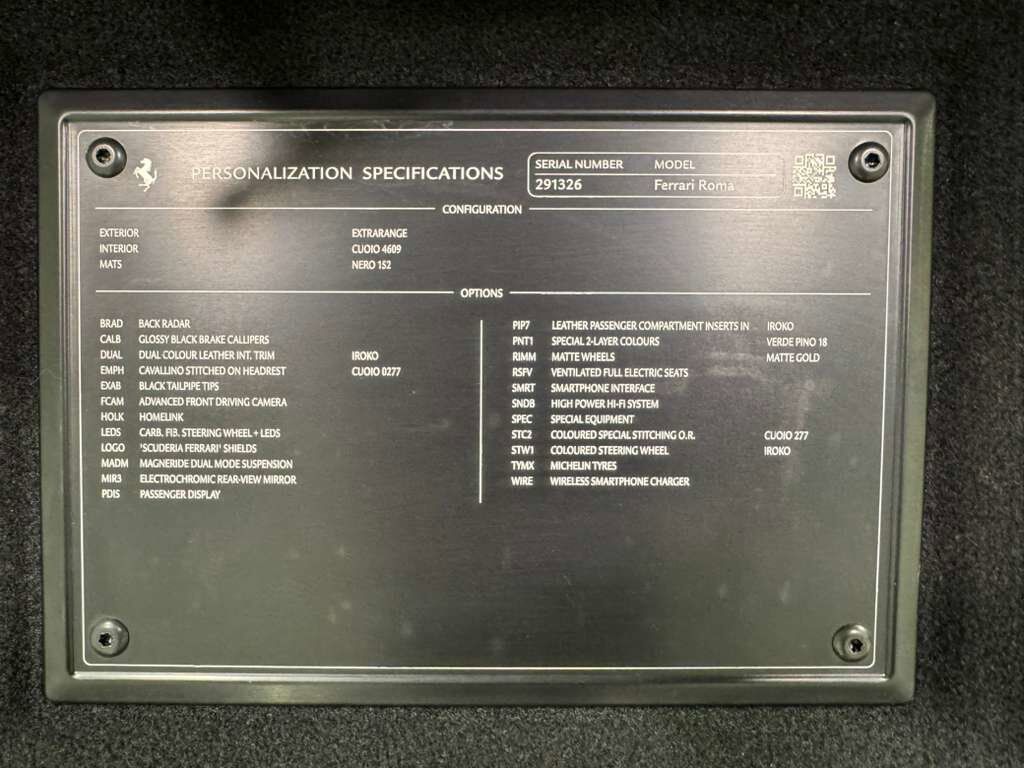 PERSONALIZATION SPECIFICATIONS
SERIAL NUMBER MODEL
291326 Ferrari Roma
CONFIGURATION
EXTERIOR EXTRARANGE
INTERIOR CUOIO 4609
MATS NERO 152
OPTIONS
BRAD BACK RADAR
CALB GLOSSY BLACK BRAKE CALLIPERS
DUAL DUAL COLOUR LEATHER INT. TRIM IROKO
EMPH CAVALLINO STITCHED ON HEADREST CUOIO 0277
EXAB BLACK TAILPIPE TIPS
FCAM ADVANCED FRONT DRIVING CAMERA
HOLK HOMELINK
LEDS CARB. FIB. STEERING WHEEL + LEDS
LOGO 'SCUDERIA FERRARI' SHIELDS
MADM MAGNERIDE DUAL MODE SUSPENSION
MIR3 ELECTROCHROMIC REAR-VIEW MIRROR
PDIS PASSENGER DISPLAY
PIP7 LEATHER PASSENGER COMPARTMENT INSERTS IN IROKO
PNT1 SPECIAL 2-LAYER COLOURS VERDE PINO 18
RIMM MATTE WHEELS MATTE GOLD
RSFV VENTILATED FULL ELECTRIC SEATS
SMRT SMARTPHONE INTERFACE
SNDB HIGH POWER HI-FI SYSTEM
SPEC SPECIAL EQUIPMENT
STC2 COLOURED SPECIAL STITCHING O.R. CUOIO 277
STW1 COLOURED STEERING WHEEL IROKO
TYMX MICHELIN TYRES
WIRE WIRELESS SMARTPHONE CHARGER